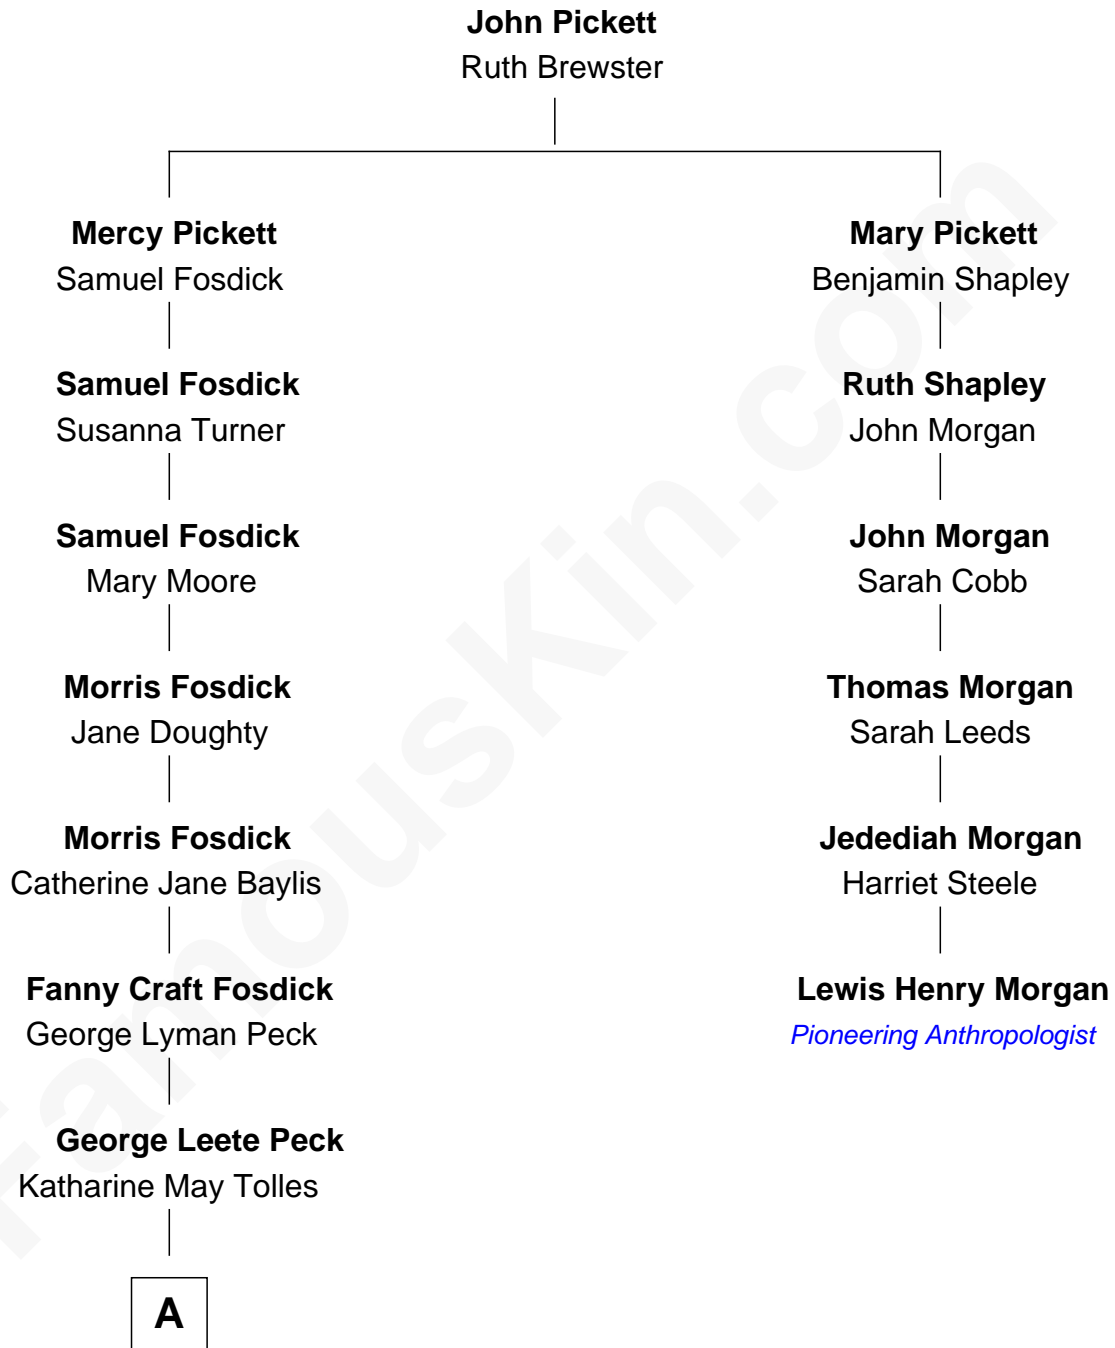 John Pickett
Ruth Brewster
Mercy Pickett
Samuel Fosdick
Mary Pickett
Benjamin Shapley
Samuel Fosdick
Susanna Turner
Ruth Shapley
John Morgan
Samuel Fosdick
Mary Moore
John Morgan
Sarah Cobb
Morris Fosdick
Jane Doughty
Thomas Morgan
Sarah Leeds
Morris Fosdick
Catherine Jane Baylis
Jedediah Morgan
Harriet Steele
Fanny Craft Fosdick
George Lyman Peck
Lewis Henry Morgan
Pioneering Anthropologist
George Leete Peck
Katharine May Tolles
A
FamousKin.com